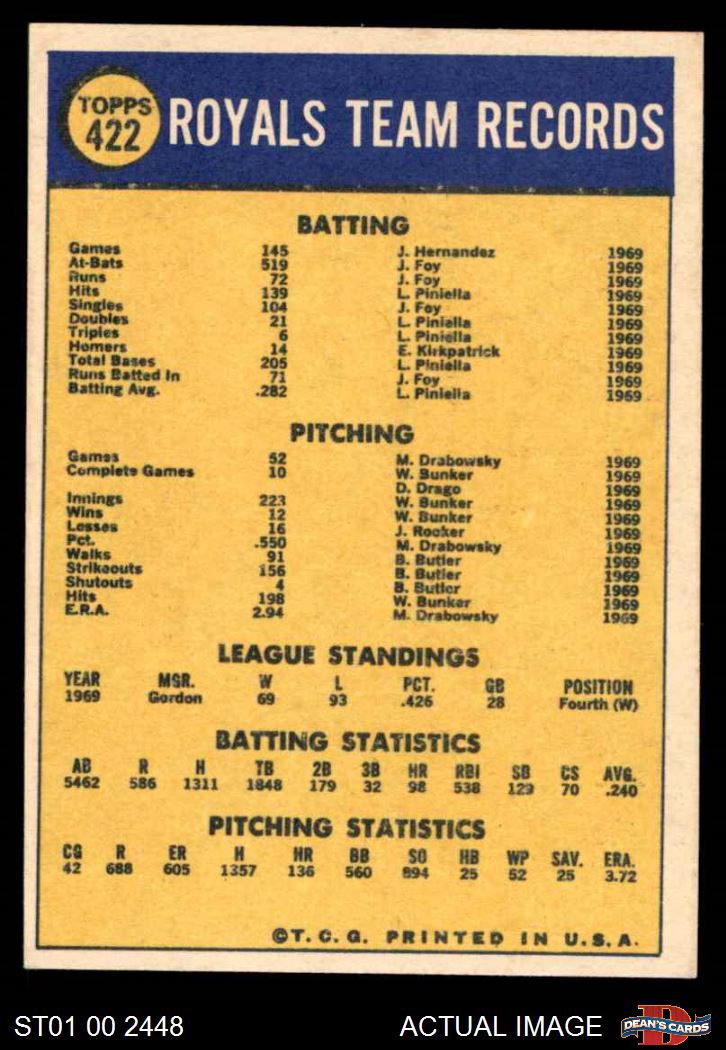 TOPPS
422
ROYALS TEAM RECORDS
BATTING
Games 145 J. Hernandez 1969
At-Bats 519 J. Foy 1969
Runs 72 J. Foy 1969
Hits 139 L. Piniella 1969
Singles 104 J. Foy 1969
Doubles 21 L. Piniella 1969
Triples 6 L. Piniella 1969
Homers 14 E. Kirkpatrick 1969
Total Bases 205 L. Piniella 1969
Runs Batted In 71 J. Foy 1969
Batting Avg. .282 L. Piniella 1969
PITCHING
Games 52 M. Drabowsky 1969
Complete Games 10 W. Bunker 1969
D. Drago 1969
Innings 223 W. Bunker 1969
Wins 12 W. Bunker 1969
Losses 16 J. Rooker 1969
Pct. .550 M. Drabowsky 1969
Walks 91 B. Butler 1969
Strikeouts 156 B. Butler 1969
Shutouts 4 B. Butler 1969
Hits 198 W. Bunker 1969
E.R.A. 2.94 M. Drabowsky 1969
LEAGUE STANDINGS
YEAR MGR. W L PCT. GB POSITION
1969 Gordon 69 93 .426 28 Fourth (W)
BATTING STATISTICS
AB R H TB 2B 3B HR RBI SB CS AVG.
5462 586 1311 1848 179 32 98 538 129 70 .240
PITCHING STATISTICS
CG R ER H HR BB SO HB WP SAV. ERA.
42 688 605 1357 136 560 894 25 52 25 3.72
©T.C.G. PRINTED IN U.S.A.
ST01 00 2448
ACTUAL IMAGE
D
DEAN'S CARDS